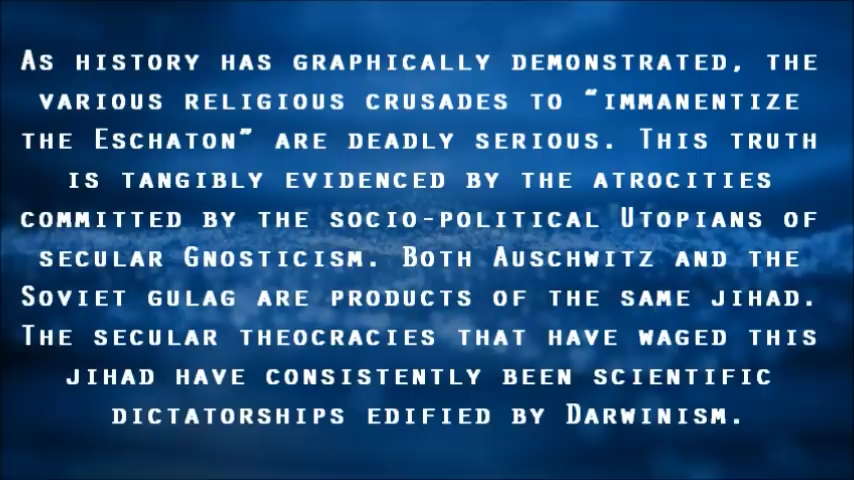 As history has graphically demonstrated, the
various religious crusades to "immanentize
the Eschaton" are deadly serious. This truth
is tangibly evidenced by the atrocities
committed by the socio-political Utopians of
secular Gnosticism. Both Auschwitz and the
Soviet gulag are products of the same jihad.
The secular theocracies that have waged this
jihad have consistently been scientific
dictatorships edified by Darwinism.